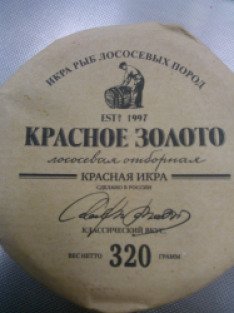 ИКРА РЫБ ЛОСОСЕВЫХ ПОРОД
EST! 1997
КРАСНОЕ ЗОЛОТО
лососевая отборная
КРАСНАЯ ИКРА
СДЕЛАНО В РОССИИ
КЛАССИЧЕСКИЙ ВКУС
ВЕС НЕТТО 320 ГРАММЫ